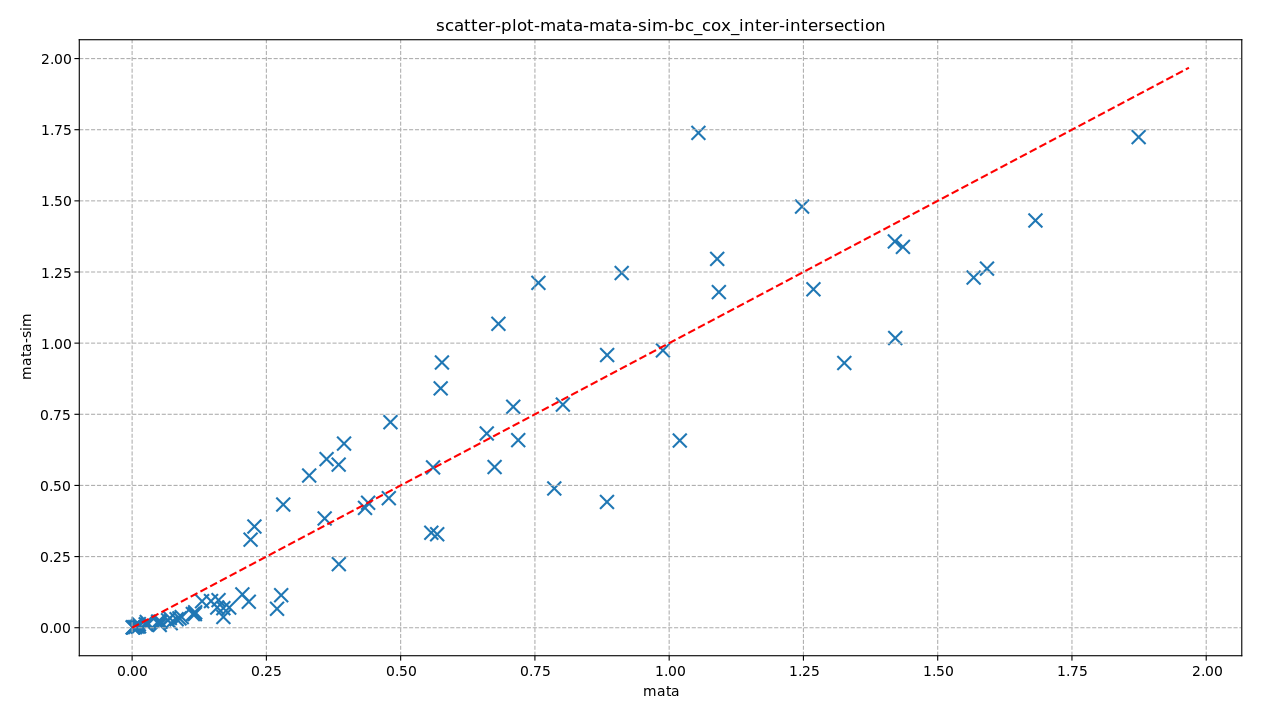 scatter-plot-mata-mata-sim-bc_cox_inter-intersection
2.00
1.75
1.50
1.25
1.00
0.75
0.50
0.25
0.00
mata-sim
0.00 0.25 0.50 0.75 1.00 1.25 1.50 1.75 2.00
mata